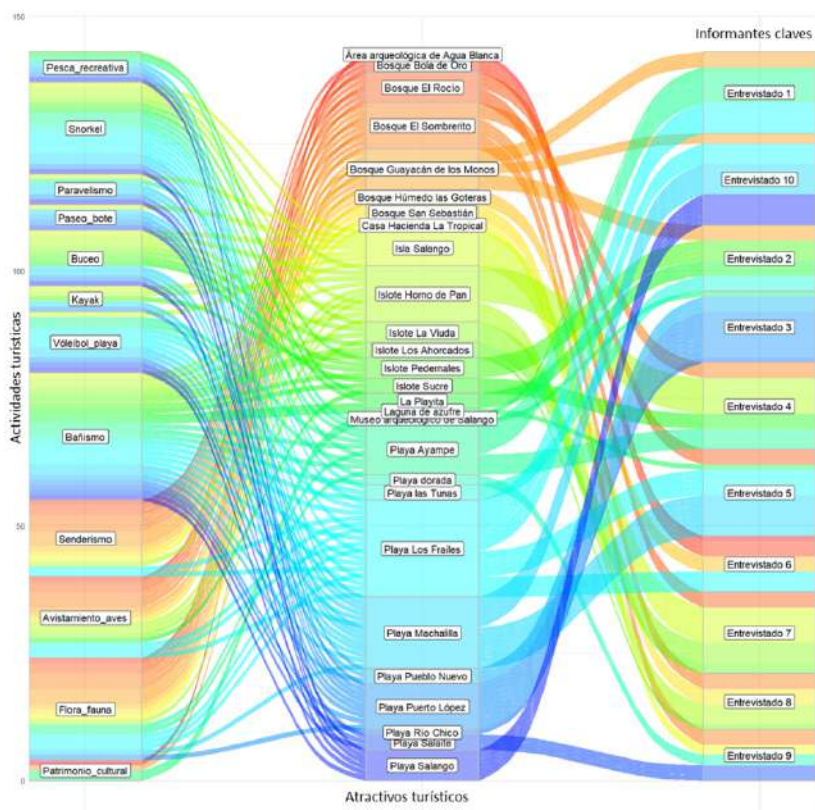 150
Informantes claves
Pesca_recreativa
Snorkel
Paravelismo
Paseo_bote
Buceo
100
Kayak
Vóleibol_playa
Actividades turísticas
Bañismo
50
Senderismo
Avistamiento_aves
Flora_fauna
Patrimonio_cultural
0
Área arqueológica de Agua Blanca
Bosque Bola de Oro
Bosque El Rocío
Bosque El Sombrerito
Bosque Guayacán de los Monos
Bosque Húmedo las Goteras
Bosque San Sebastián
Casa Hacienda La Tropical
Isla Salango
Islote Horno de Pan
Islote La Viuda
Islote Los Ahorcados
Islote Pedernales
Islote Sucre
La Playita
Laguna de azufre
Museo arqueológico de Salango
Playa Ayampe
Playa dorada
Playa las Tunas
Playa Los Frailes
Playa Machalilla
Playa Pueblo Nuevo
Playa Puerto López
Playa Río Chico
Playa Salaite
Playa Salango
Atractivos turísticos
Entrevistado 1
Entrevistado 10
Entrevistado 2
Entrevistado 3
Entrevistado 4
Entrevistado 5
Entrevistado 6
Entrevistado 7
Entrevistado 8
Entrevistado 9